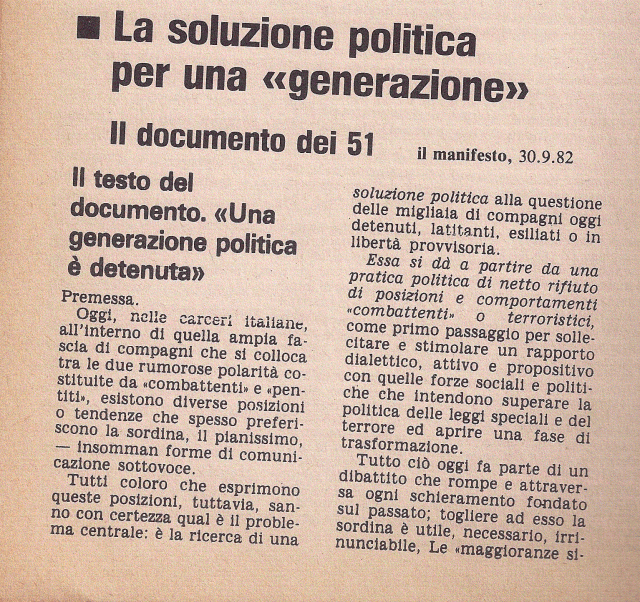 ■ La soluzione politica
per una «generazione»
Il documento dei 51
il manifesto, 30.9.82
Il testo del
documento. «Una
generazione politica
è detenuta»
Premessa.
Oggi, nelle carceri italiane,
all'interno di quella ampia fa-
scia di compagni che si colloca
tra le due rumorose polarità co-
stituite da «combattenti» e «pen-
titi», esistono diverse posizioni
o tendenze che spesso preferi-
scono la sordina, il pianissimo,
— insomman forme di comuni-
cazione sottovoce.
Tutti coloro che esprimono
queste posizioni, tuttavia, san-
no con certezza qual è il proble-
ma centrale: è la ricerca di una
soluzione politica alla questione
delle migliaia di compagni oggi
detenuti, latitanti, esiliati o in
libertà provvisoria.
Essa si dà a partire da una
pratica politica di netto rifiuto
di posizioni e comportamenti
«combattenti» o terroristici,
come primo passaggio per solle-
citare e stimolare un rapporto
dialettico, attivo e propositivo
con quelle forze sociali e politi-
che che intendono superare la
politica delle leggi speciali e del
terrore ed aprire una fase di
trasformazione.
Tutto ciò oggi fa parte di un
dibattito che rompe e attraver-
sa ogni schieramento fondato
sul passato; togliere ad esso la
sordina è utile, necessario, irri-
nunciabile, Le «maggioranze si-